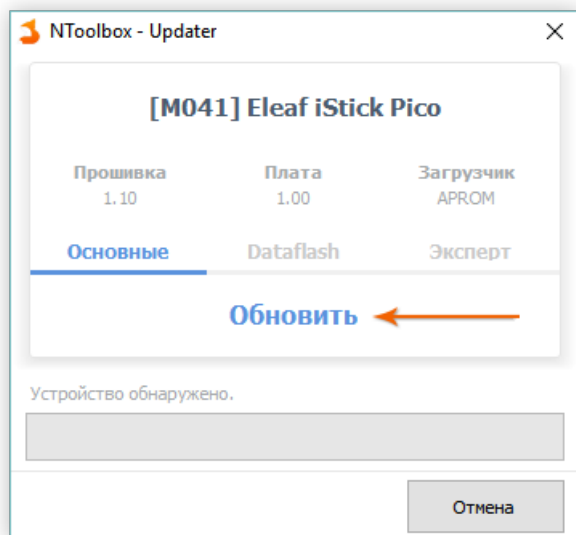 NToolbox - Updater
[M041] Eleaf iStick Pico
Прошивка Плата Загрузчик
1.10 1.00 APROM
Основные Dataflash Эксперт
Обновить
Устройство обнаружено.
Отмена